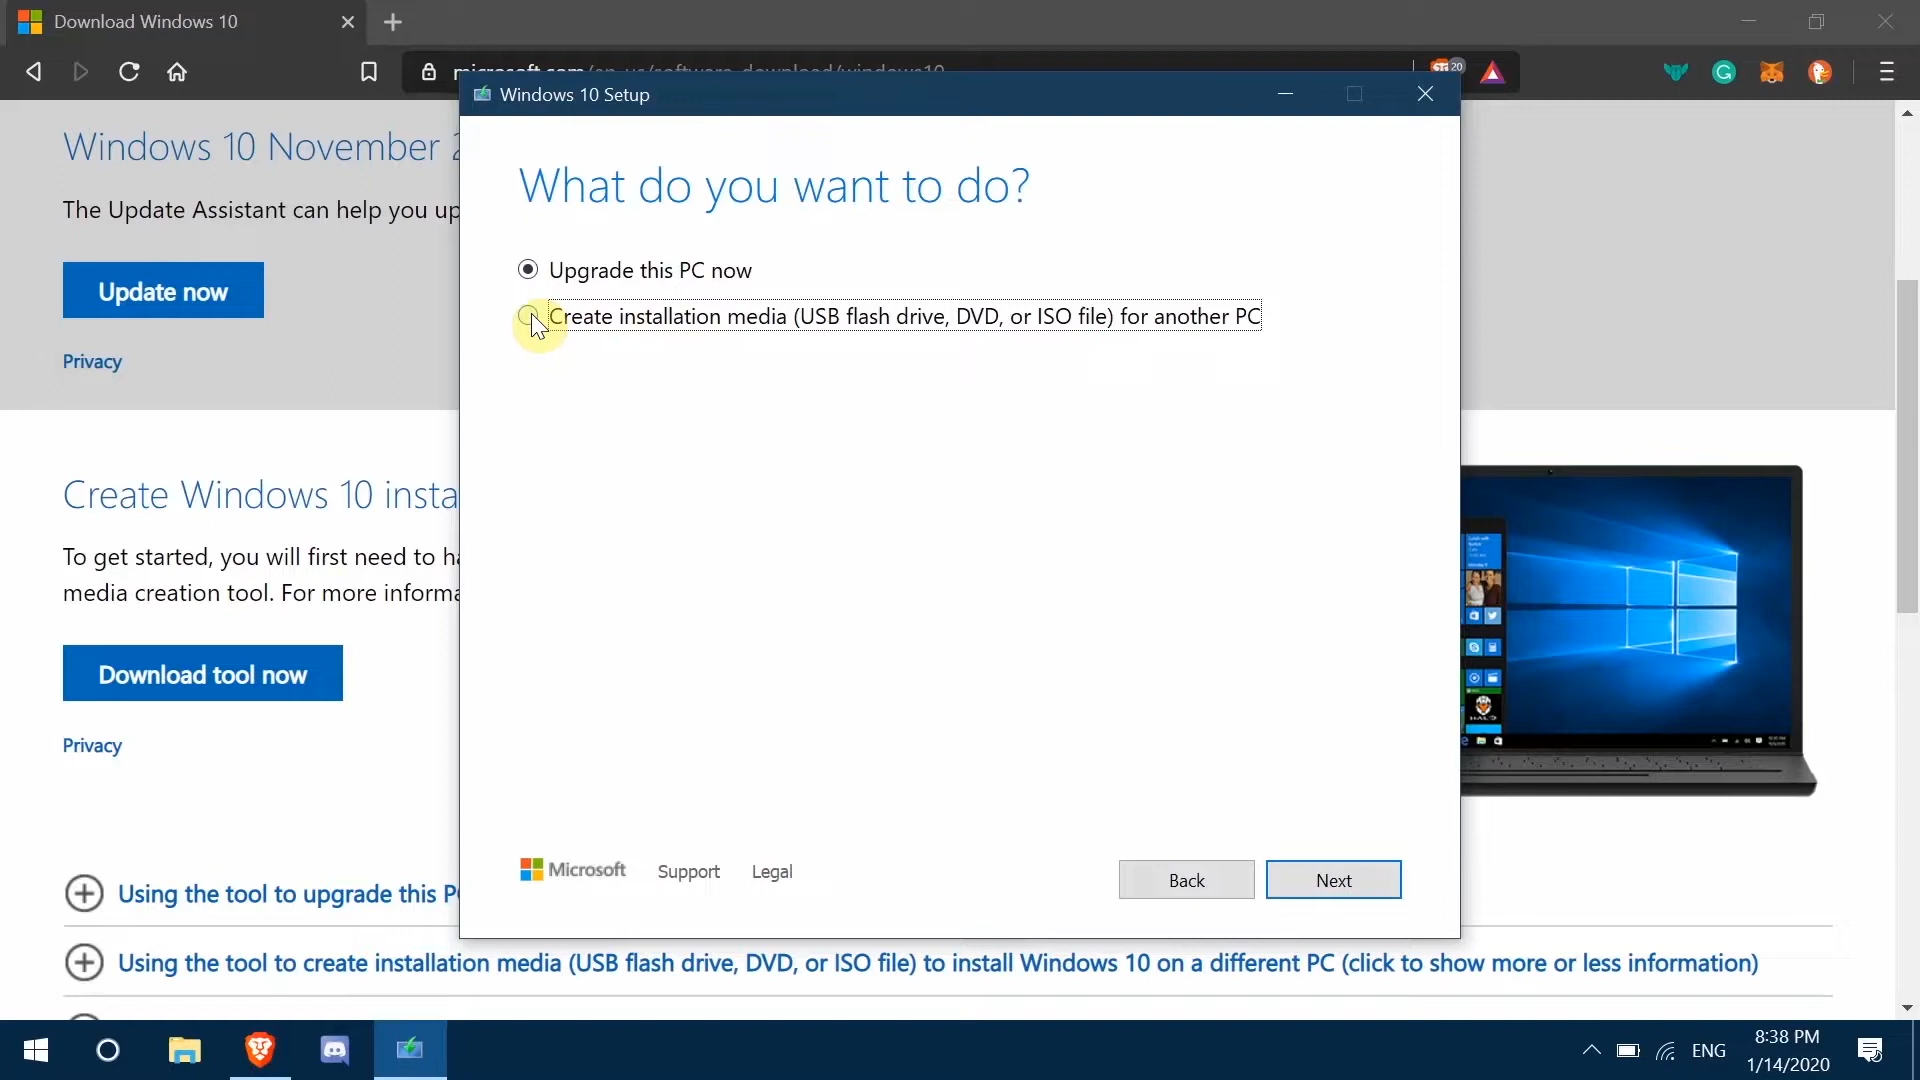 Download Windows 10
20
Windows 10 Setup
Windows 10 November
The Update Assistant can help you up
Update now
Privacy
What do you want to do?
Upgrade this PC now
Create installation media (USB flash drive, DVD, or ISO file) for another PC
Create Windows 10 insta
To get started, you will first need to ha
media creation tool. For more informa
Download tool now
Privacy
Microsoft
Support
Legal
Back
Next
Using the tool to upgrade this P
Using the tool to create installation media (USB flash drive, DVD, or ISO file) to install Windows 10 on a different PC (click to show more or less information)
ENG
8:38 PM
1/14/2020